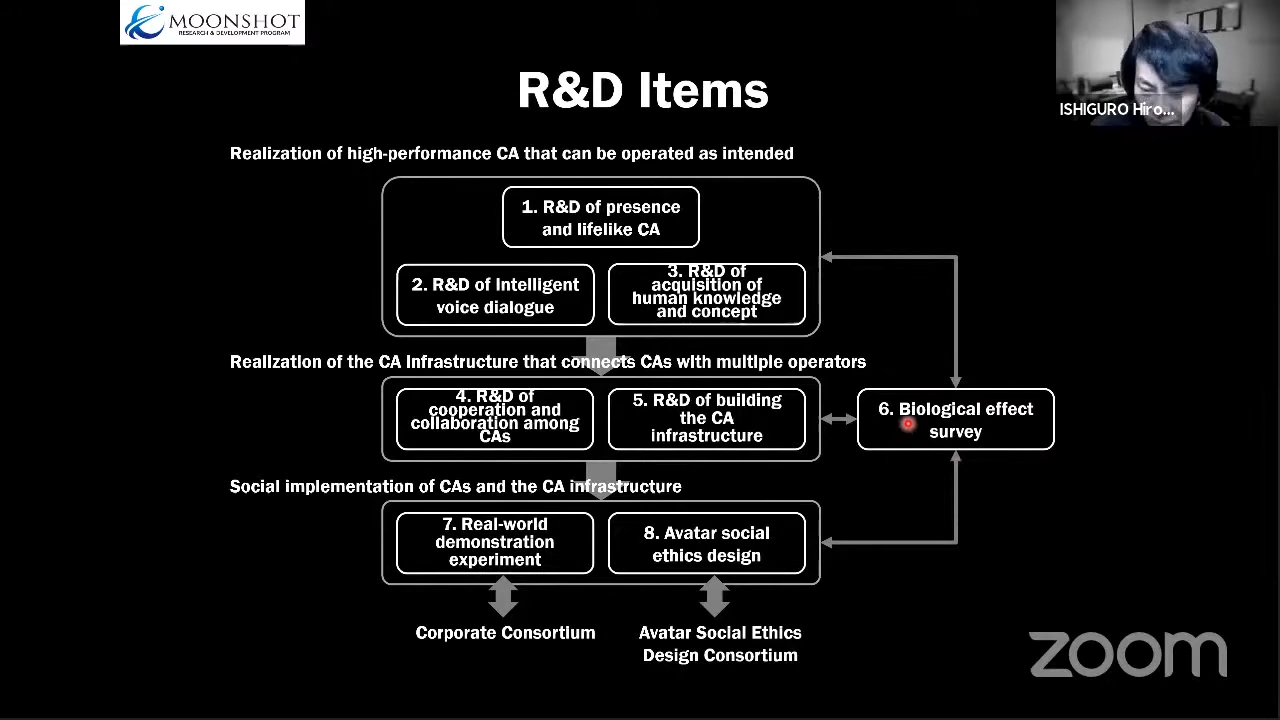 MOONSHOT
RESEARCH & DEVELOPMENT PROGRAM
R&D Items
ISHIGURO Hiro...
Realization of high-performance CA that can be operated as intended
1. R&D of presence
and lifelike CA
2. R&D of Intelligent
voice dialogue
3. R&D of
acquisition of
human knowledge
and concept
Realization of the CA Infrastructure that connects CAs with multiple operators
4. R&D of
cooperation and
collaboration among
CAs
5. R&D of building
the CA
infrastructure
6. Biological effect
survey
Social implementation of CAs and the CA infrastructure
7. Real-world
demonstration
experiment
8. Avatar social
ethics design
Corporate Consortium
Avatar Social Ethics
Design Consortium
zoom